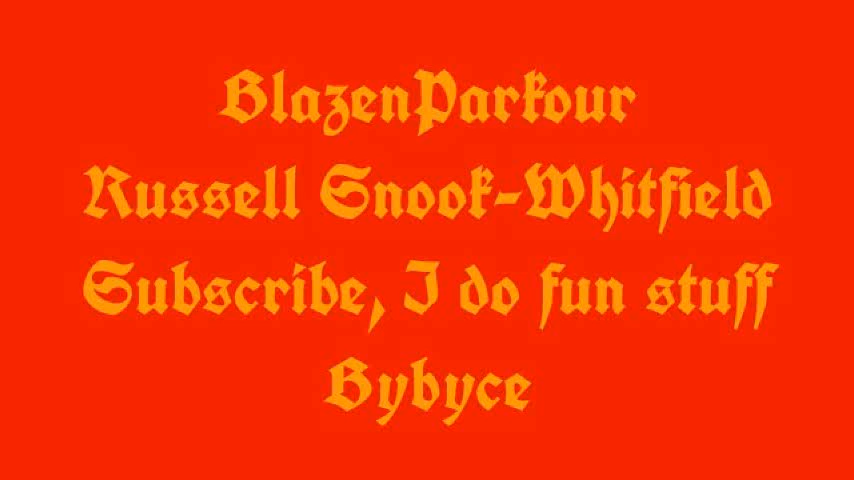 BlazenParkour
Russell Snook-Whitfield
Subscribe, I do fun stuff
Bybyce